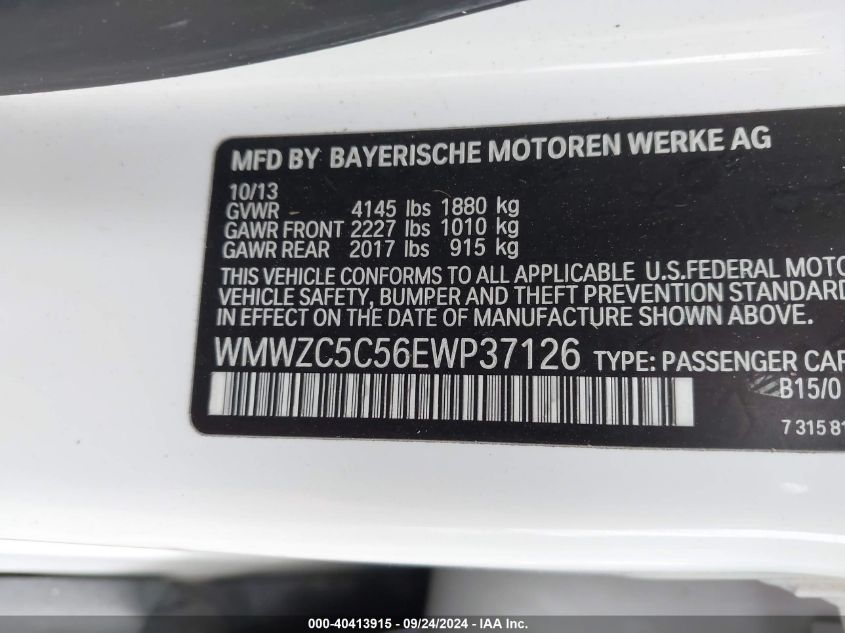 MFD BY BAYERISCHE MOTOREN WERKE AG
10/13
GVWR 4145 lbs 1880 kg
GAWR FRONT 2227 lbs 1010 kg
GAWR REAR 2017 lbs 915 kg
THIS VEHICLE CONFORMS TO ALL APPLICABLE U.S.FEDERAL MOTO
VEHICLE SAFETY, BUMPER AND THEFT PREVENTION STANDARD
IN EFFECT ON THE DATE OF MANUFACTURE SHOWN ABOVE.
WMWZC5C56EWP37126 TYPE: PASSENGER CAR
B15/0
7 315 81
000-40413915 - 09/24/2024 - IAA Inc.